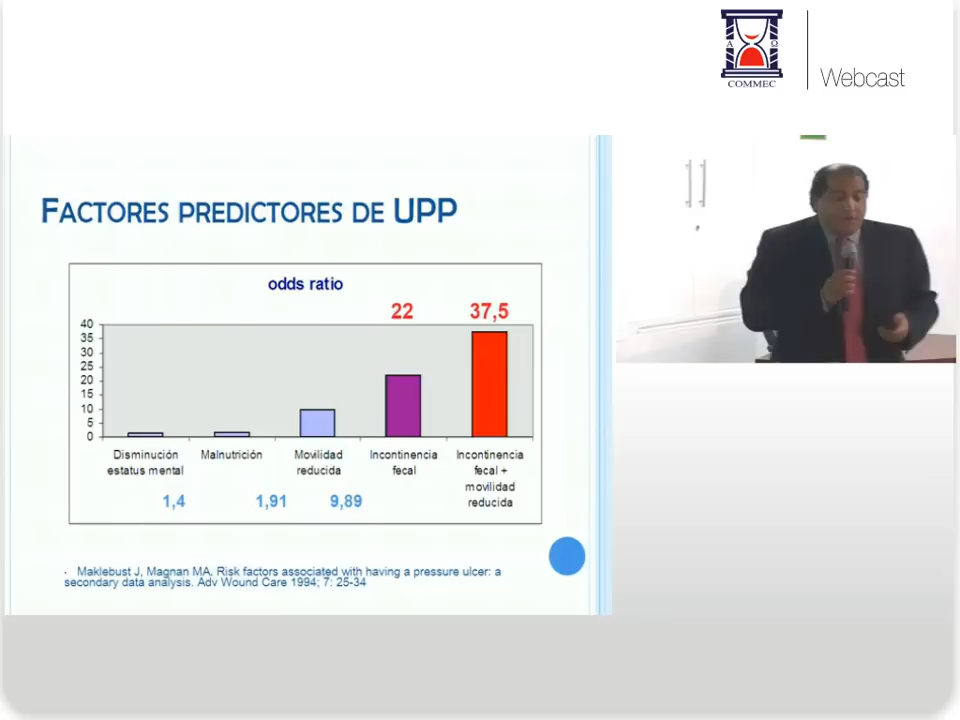 A Ω
COMMEC
Webcast
FACTORES PREDICTORES DE UPP
odds ratio
22 37,5
40
35
30
25
20
15
10
5
0
Disminución estatus mental
Malnutrición
Movilidad reducida
Incontinencia fecal
Incontinencia fecal + movilidad reducida
1,4 1,91 9,89
• Maklebust J, Magnan MA. Risk factors associated with having a pressure ulcer: a
secondary data analysis. Adv Wound Care 1994; 7: 25-34